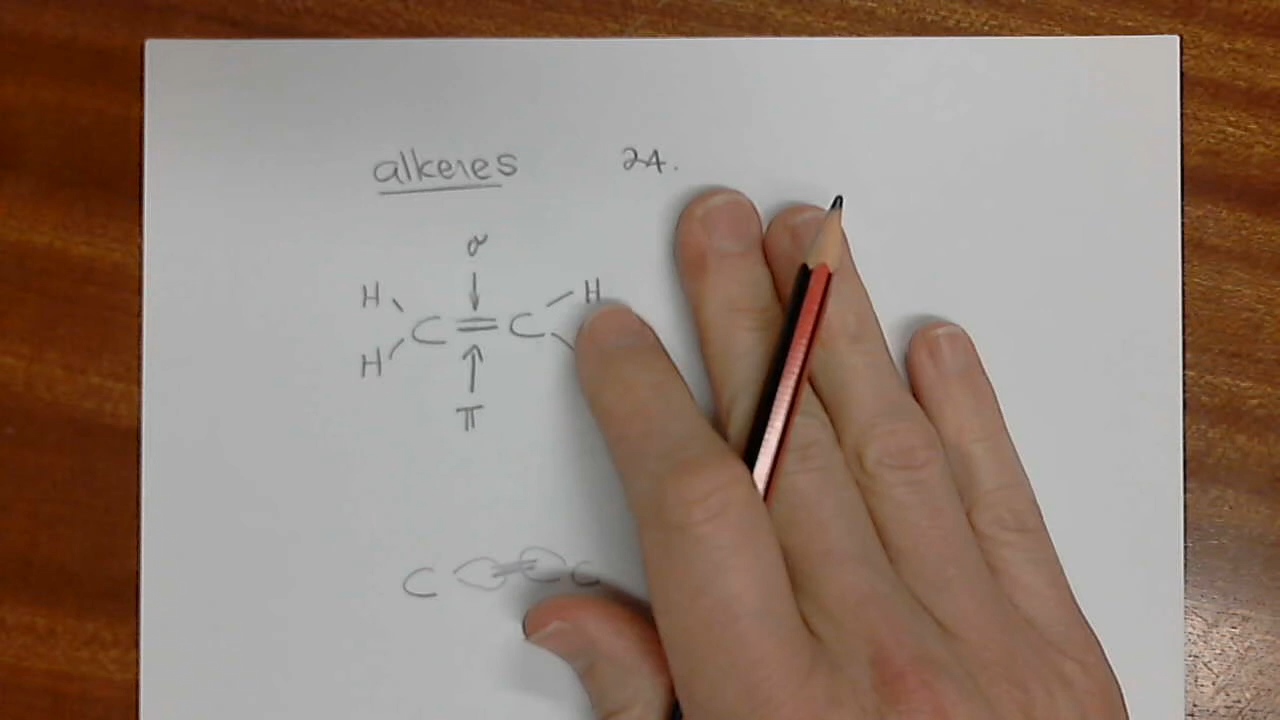 alkenes 24.
σ
H H
C = C
H
π
C C